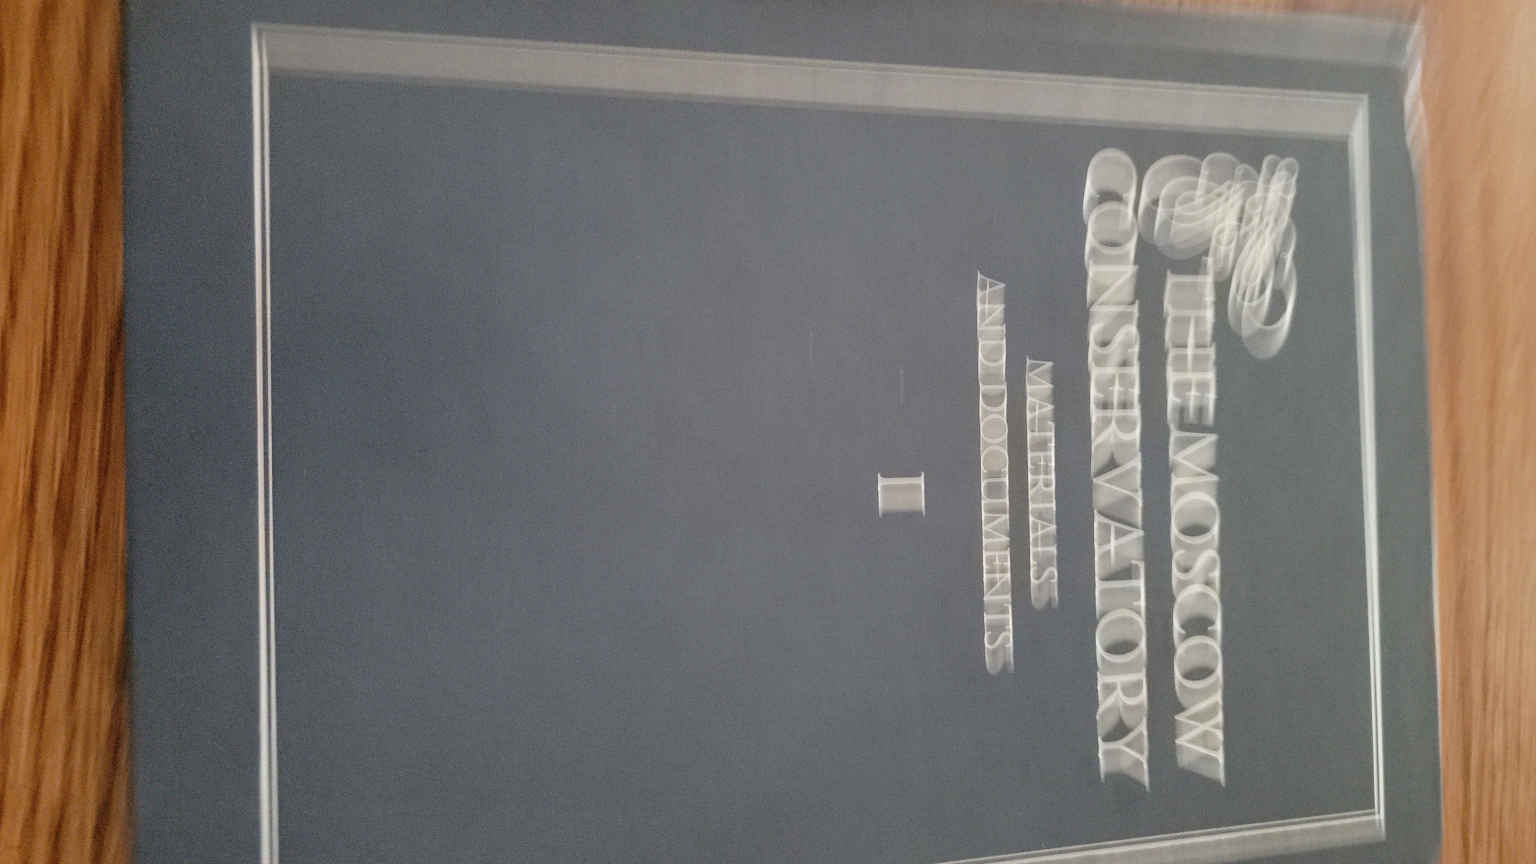 THE MOSCOW
CONSERVATORY
MATERIALS
AND DOCUMENTS
I